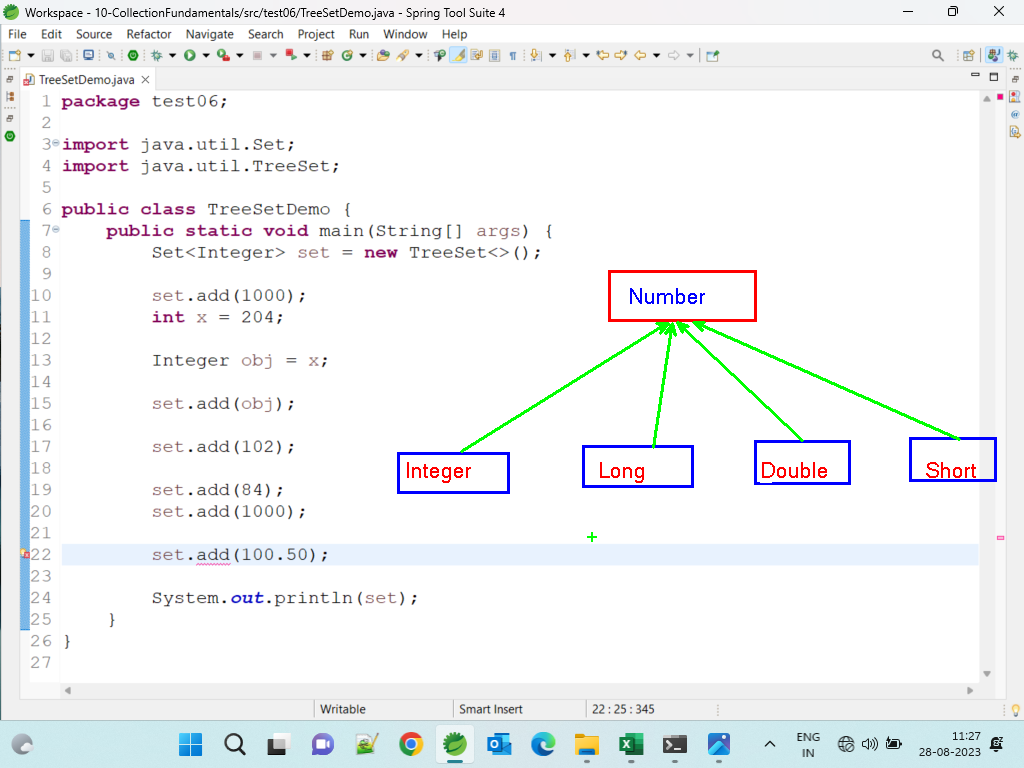 Workspace - 10-CollectionFundamentals/src/test06/TreeSetDemo.java - Spring Tool Suite 4
File Edit Source Refactor Navigate Search Project Run Window Help
TreeSetDemo.java
1 package test06;
2
3 import java.util.Set;
4 import java.util.TreeSet;
5
6 public class TreeSetDemo {
7 public static void main(String[] args) {
8 Set<Integer> set = new TreeSet<>();
9
10 set.add(1000);
11 int x = 204;
12
13 Integer obj = x;
14
15 set.add(obj);
16
17 set.add(102);
18
19 set.add(84);
20 set.add(1000);
21
22 set.add(100.50);
23
24 System.out.println(set);
25 }
26 }
27
Number
Integer Long Double Short
Writable Smart Insert 22 : 25 : 345
ENG
IN
11:27
28-08-2023